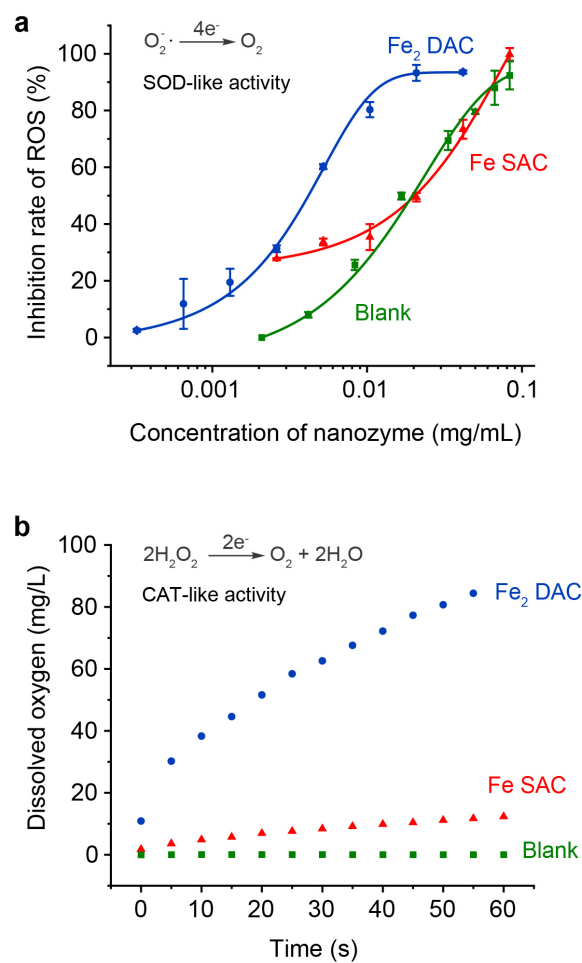 a
O₂⁻· 4e⁻ O₂
SOD-like activity
Fe₂ DAC
Fe SAC
Blank
Inhibition rate of ROS (%)
100
80
60
40
20
0
0.001 0.01 0.1
Concentration of nanozyme (mg/mL)
b
2H₂O₂ 2e⁻ O₂ + 2H₂O
CAT-like activity
Fe₂ DAC
Fe SAC
Blank
Dissolved oxygen (mg/L)
100
80
60
40
20
0
0 10 20 30 40 50 60
Time (s)